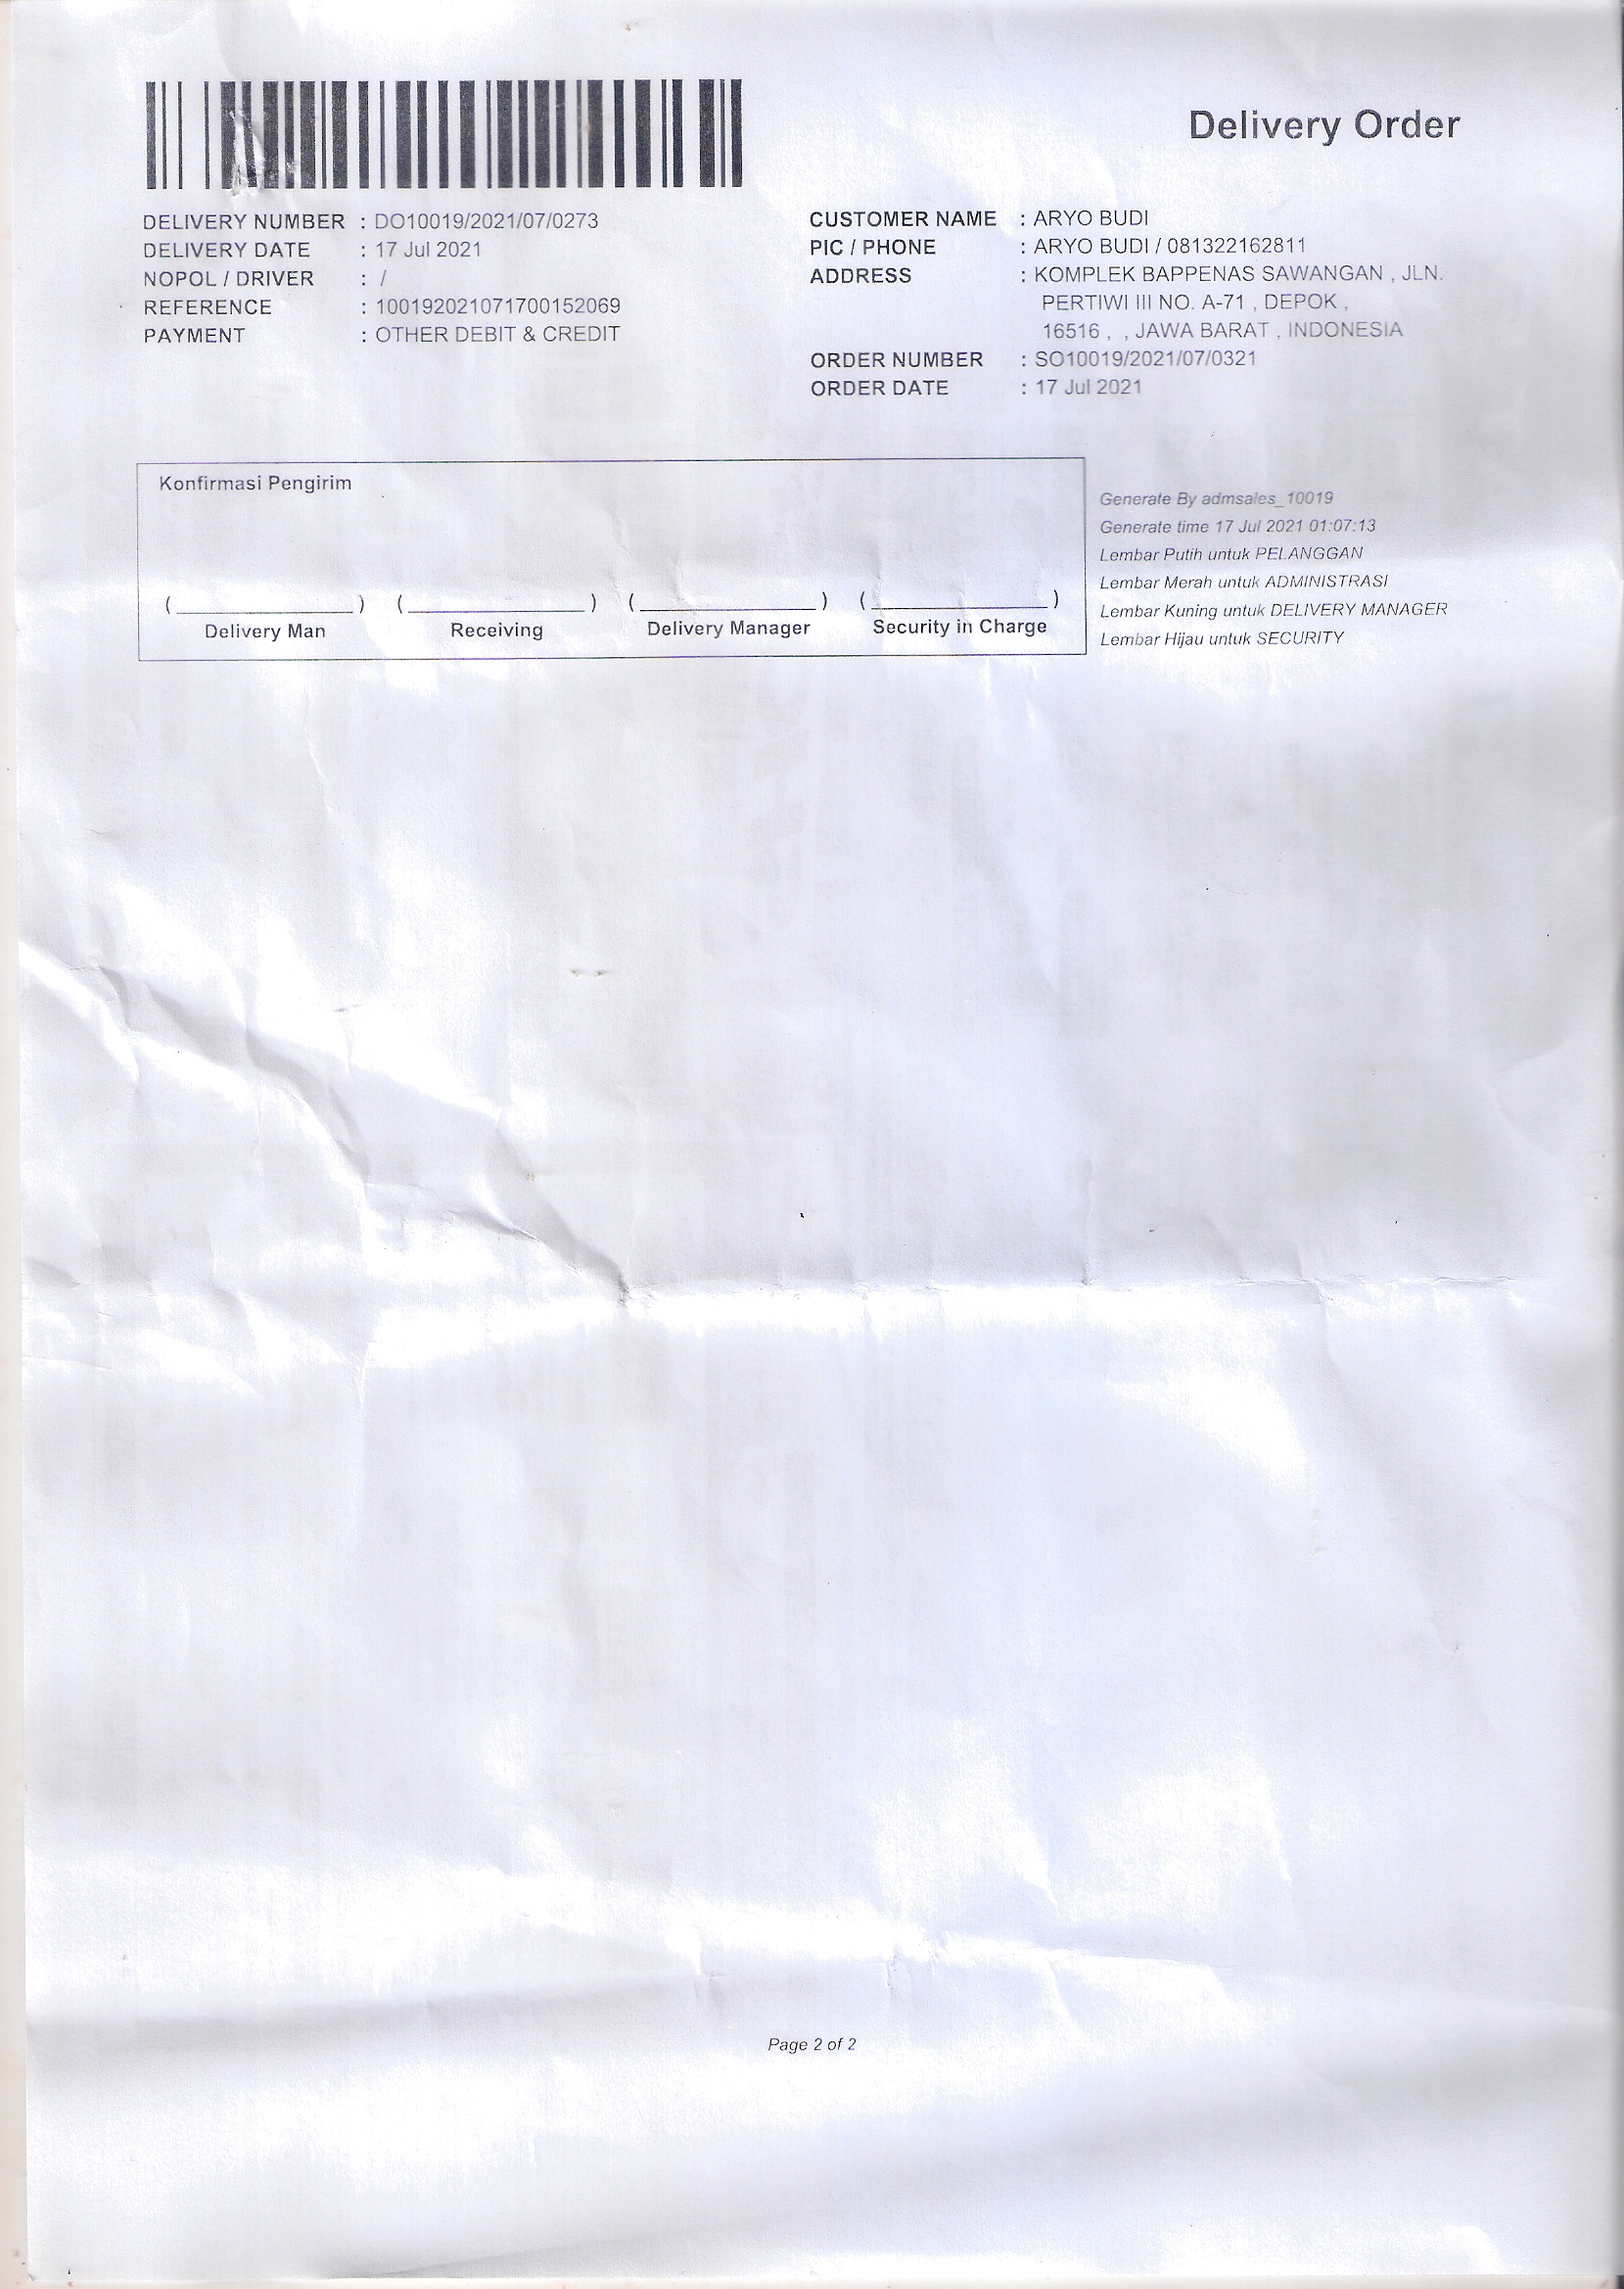 Delivery Order
DELIVERY NUMBER : DO10019/2021/07/0273
DELIVERY DATE : 17 Jul 2021
NOPOL / DRIVER : /
REFERENCE : 100192021071700152069
PAYMENT : OTHER DEBIT & CREDIT
CUSTOMER NAME : ARYO BUDI
PIC / PHONE : ARYO BUDI / 081322162811
ADDRESS : KOMPLEK BAPPENAS SAWANGAN , JLN.
PERTIWI III NO. A-71 , DEPOK ,
16516 , , JAWA BARAT , INDONESIA
ORDER NUMBER : SO10019/2021/07/0321
ORDER DATE : 17 Jul 2021
Konfirmasi Pengirim
(____________) (____________) (____________) (____________)
Delivery Man Receiving Delivery Manager Security in Charge
Generate By admsales_10019
Generate time 17 Jul 2021 01:07:13
Lembar Putih untuk PELANGGAN
Lembar Merah untuk ADMINISTRASI
Lembar Kuning untuk DELIVERY MANAGER
Lembar Hijau untuk SECURITY
Page 2 of 2